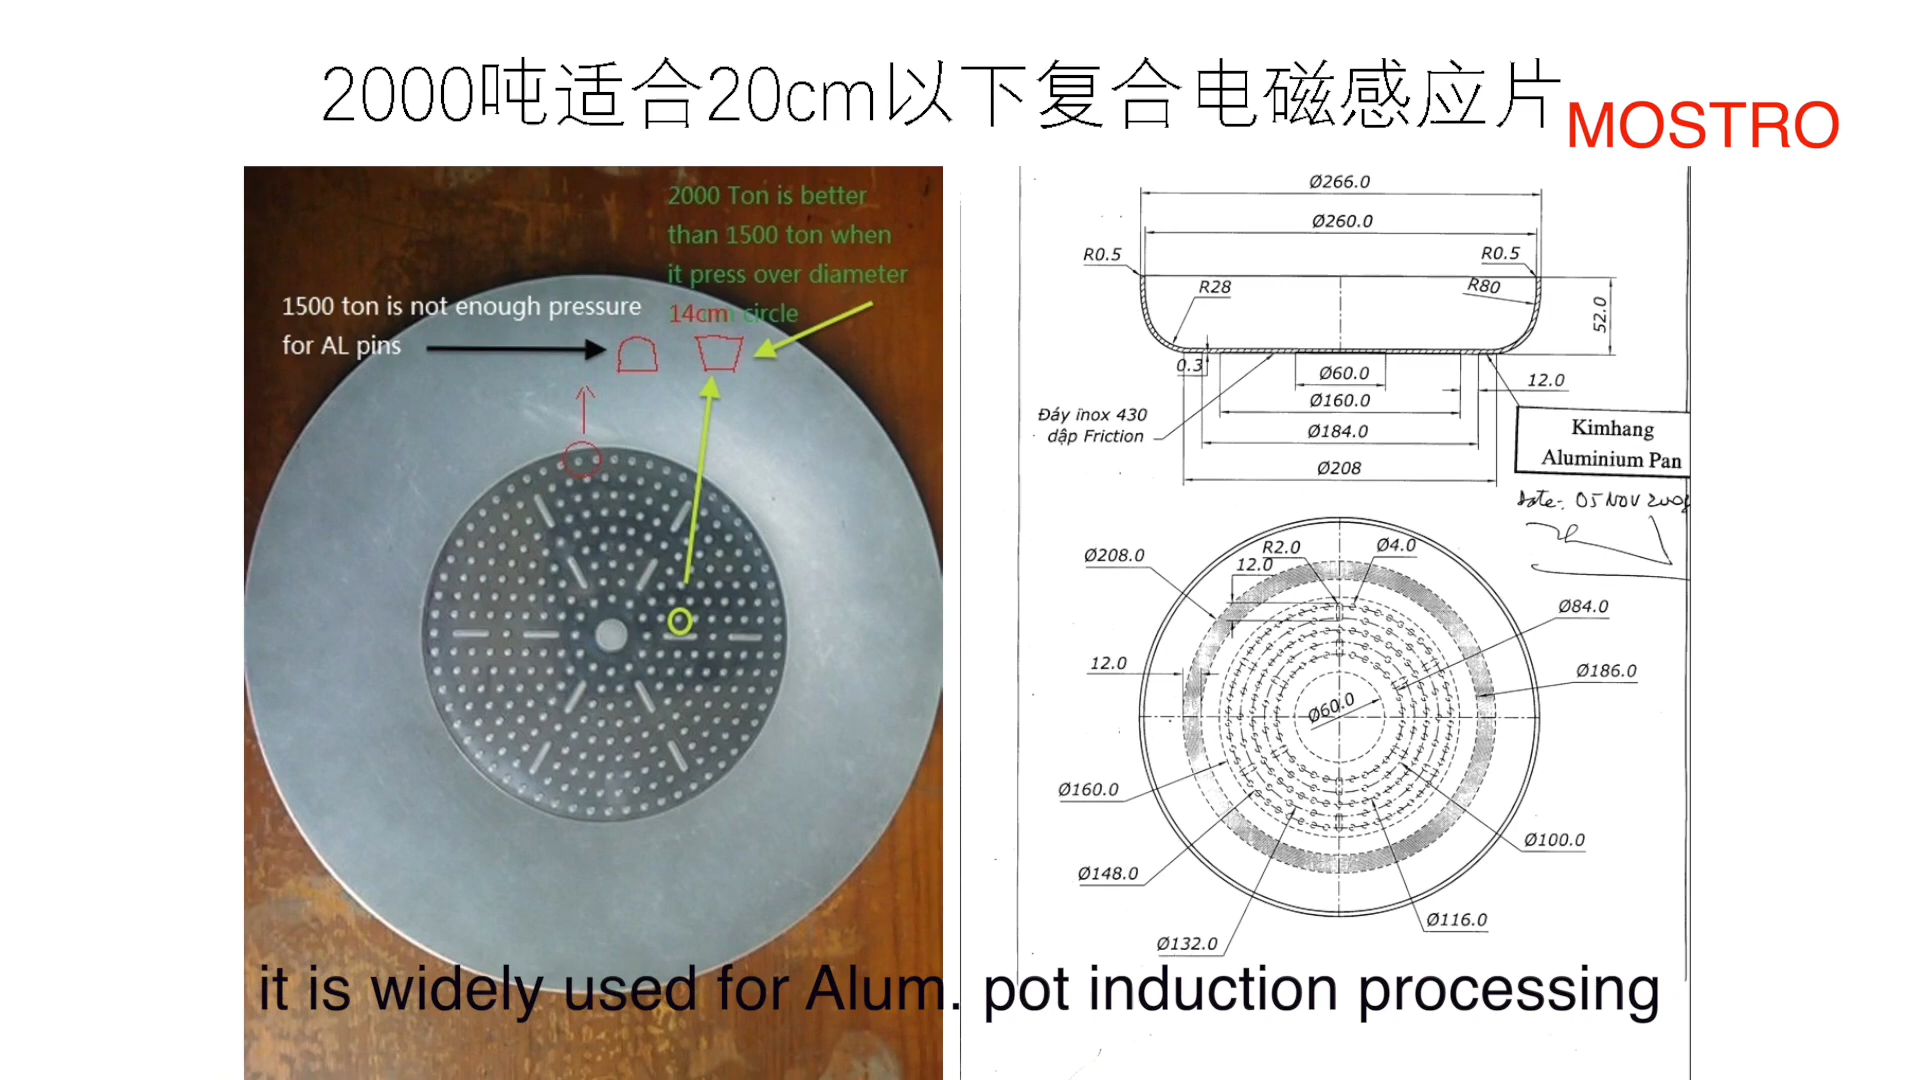 2000吨适合20cm以下复合电磁感应片
MOSTRO
2000 Ton is better
than 1500 ton when
it press over diameter
14cm circle
1500 ton is not enough pressure
for AL pins
Ø266.0
Ø260.0
R0.5
R0.5
R28
R80
52.0
0.3
Ø60.0
12.0
Ø160.0
Đáy inox 430
dập Friction
Ø184.0
Ø208
Kimhang
Aluminium Pan
Date:. 05 NOV
Ø208.0
R2.0
Ø4.0
12.0
Ø84.0
12.0
Ø186.0
Ø60.0
Ø160.0
Ø100.0
Ø148.0
Ø116.0
Ø132.0
it is widely used for Alum. pot induction processing